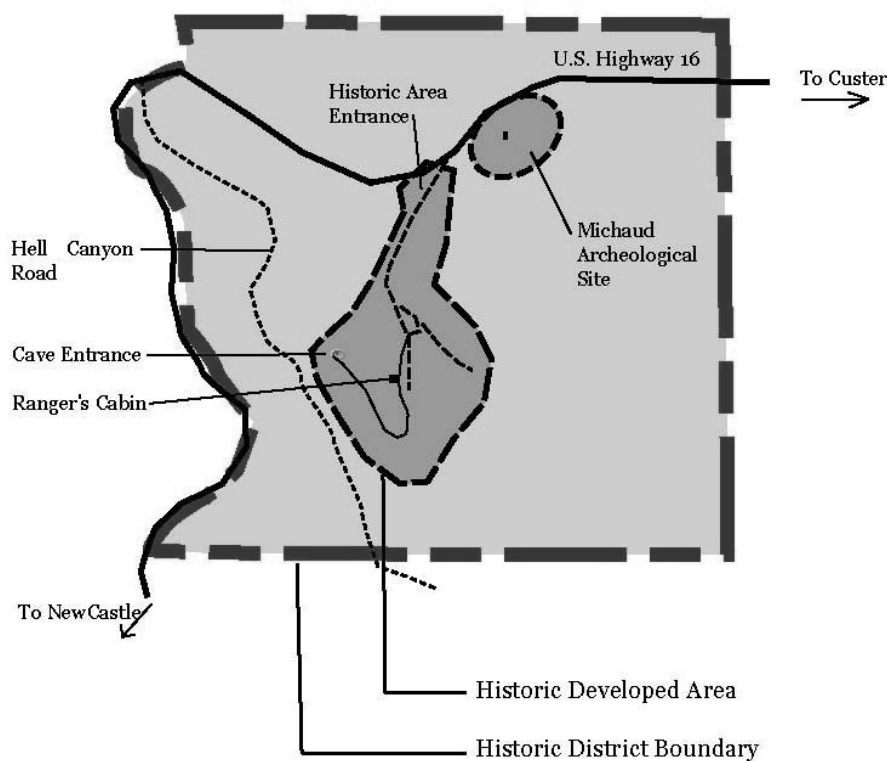 U.S. Highway 16
To Custer
Historic Area
Entrance
Michaud
Archeological
Site
Hell Canyon
Road
Cave Entrance
Ranger's Cabin
To NewCastle
Historic Developed Area
Historic District Boundary